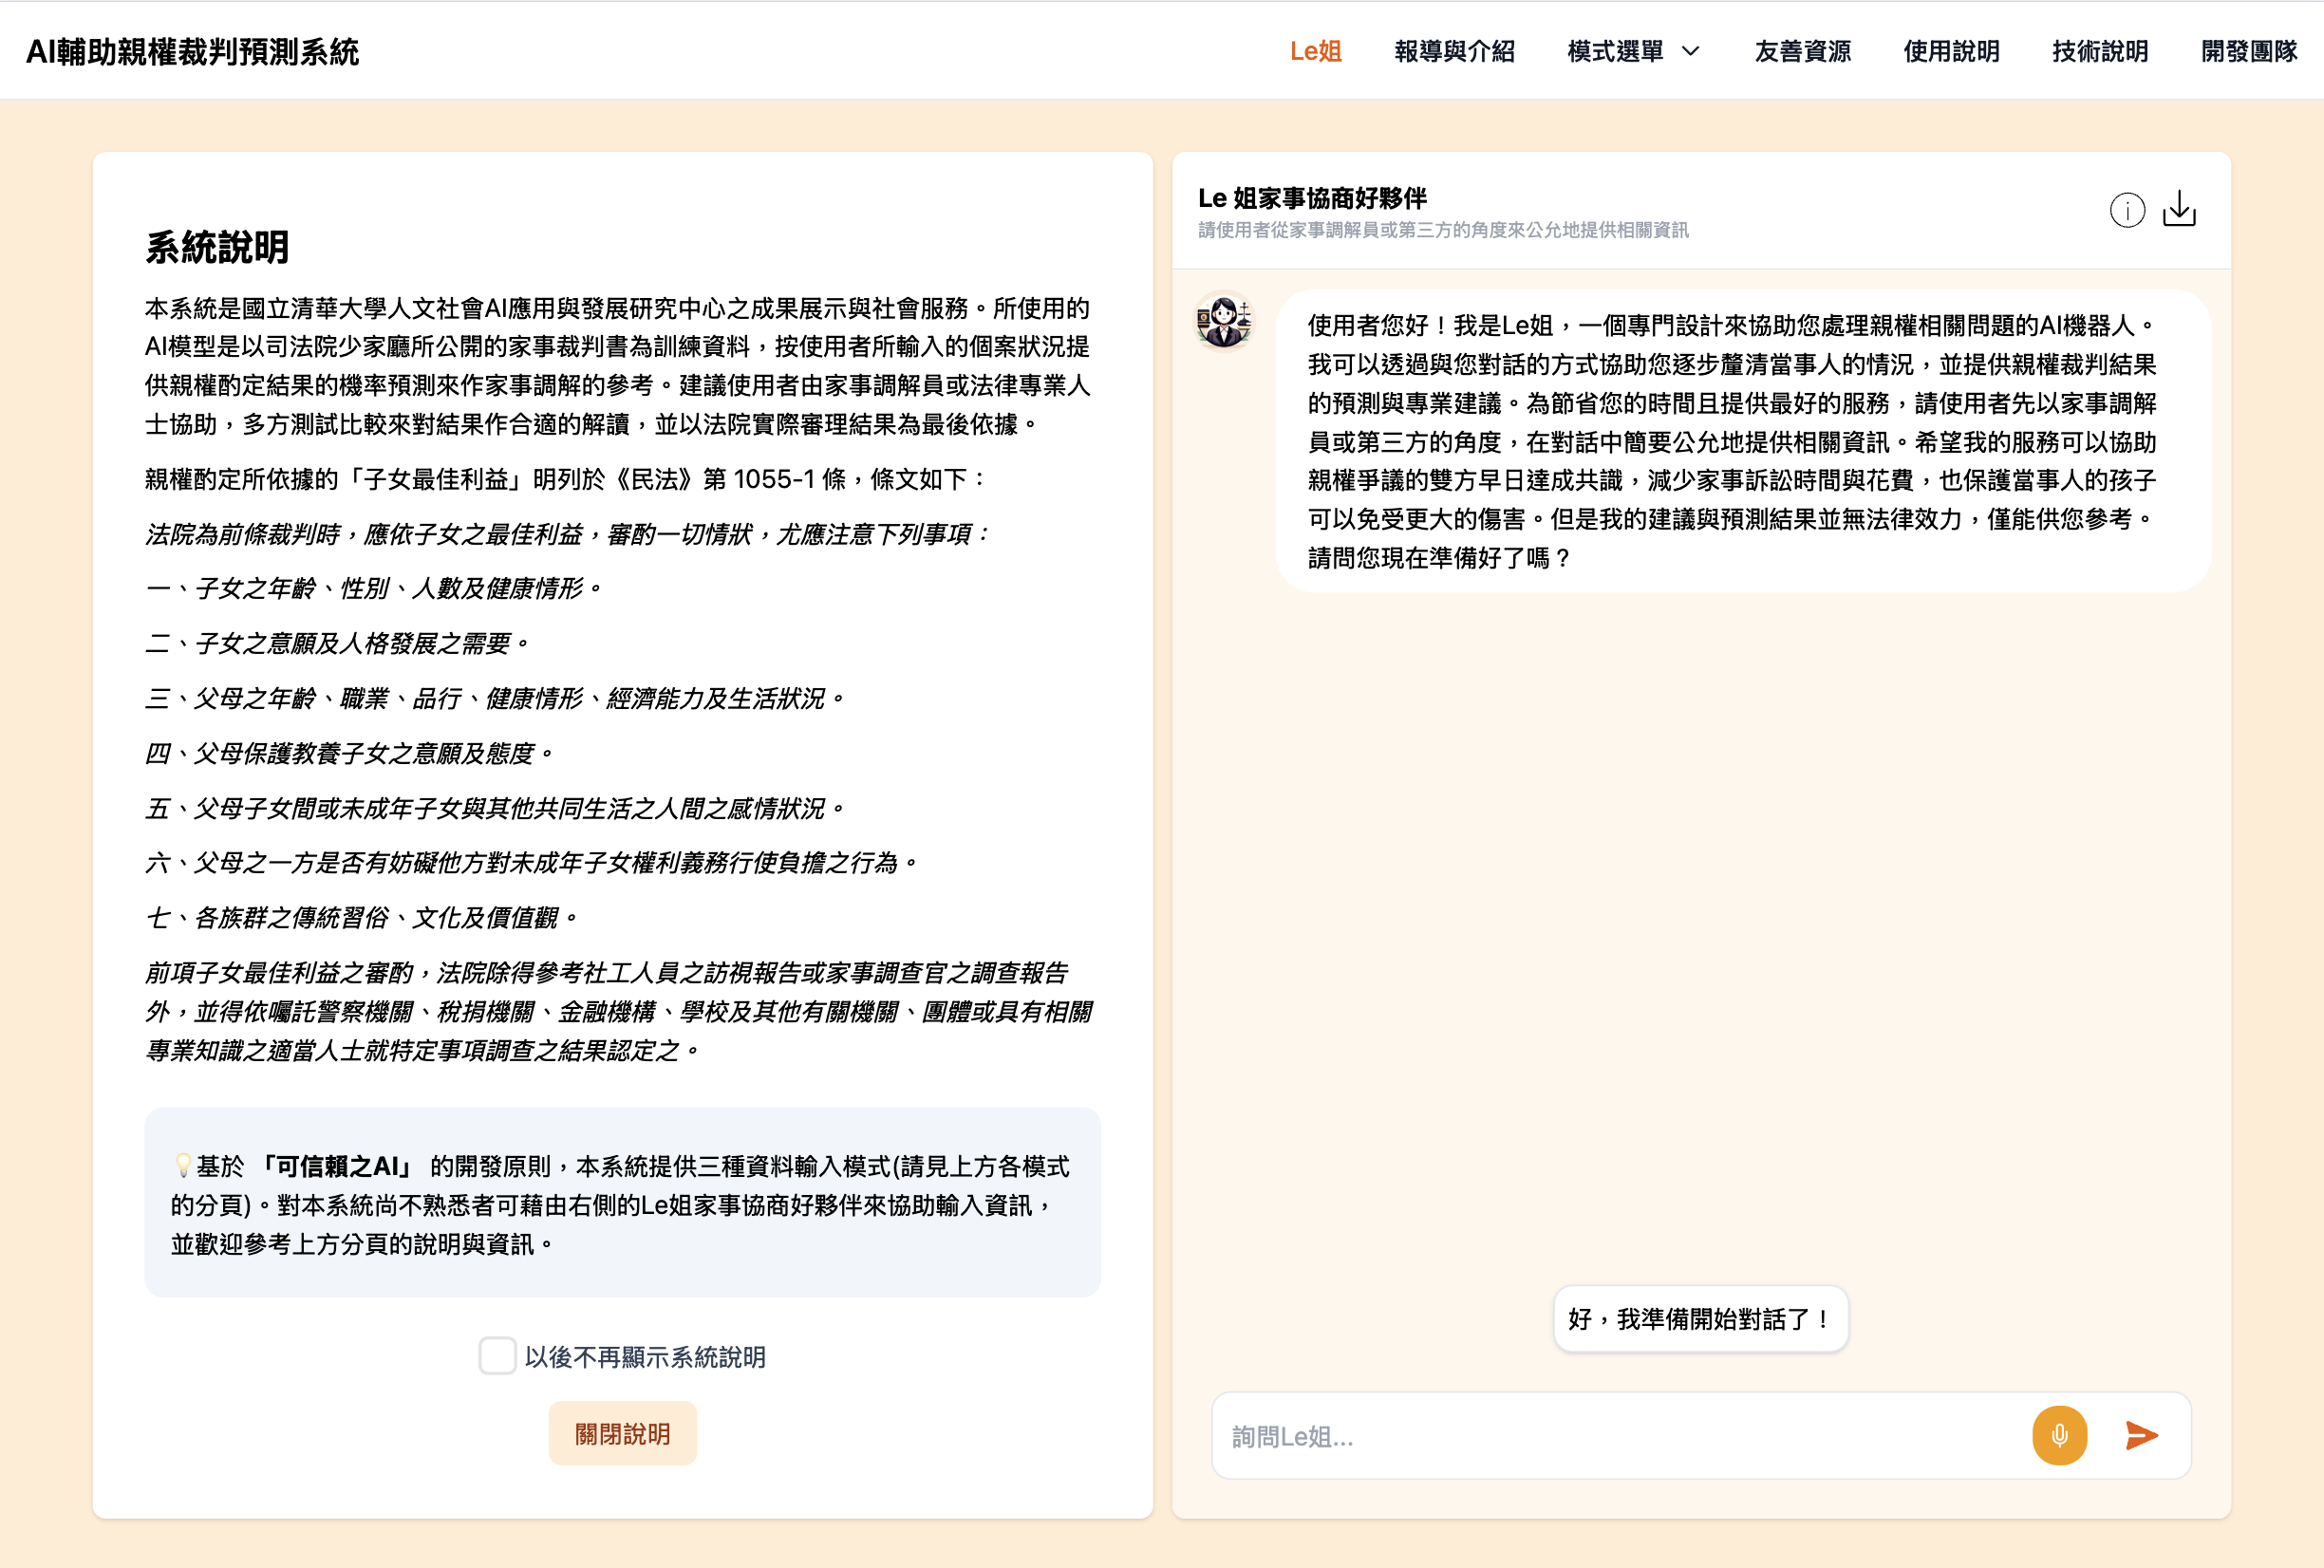 AI輔助親權裁判預測系統
Le姐
報導與介紹
模式選單
友善資源
使用說明
技術說明
開發團隊
系統說明
本系統是國立清華大學人文社會AI應用與發展研究中心之成果展示與社會服務。所使用的
AI模型是以司法院少家廳所公開的家事裁判書為訓練資料，按使用者所輸入的個案狀況提
供親權酌定結果的機率預測來作家事調解的參考。建議使用者由家事調解員或法律專業人
士協助，多方測試比較來對結果作合適的解讀，並以法院實際審理結果為最後依據。
親權酌定所依據的「子女最佳利益」明列於《民法》第 1055-1 條，條文如下：
法院為前條裁判時，應依子女之最佳利益，審酌一切情狀，尤應注意下列事項：
一、子女之年齡、性別、人數及健康情形。
二、子女之意願及人格發展之需要。
三、父母之年齡、職業、品行、健康情形、經濟能力及生活狀況。
四、父母保護教養子女之意願及態度。
五、父母子女間或未成年子女與其他共同生活之人間之感情狀況。
六、父母之一方是否有妨礙他方對未成年子女權利義務行使負擔之行為。
七、各族群之傳統習俗、文化及價值觀。
前項子女最佳利益之審酌，法院除得參考社工人員之訪視報告或家事調查官之調查報告
外，並得依囑託警察機關、稅捐機關、金融機構、學校及其他有關機關、團體或具有相關
專業知識之適當人士就特定事項調查之結果認定之。
💡基於 「可信賴之AI」 的開發原則，本系統提供三種資料輸入模式(請見上方各模式
的分頁)。對本系統尚不熟悉者可藉由右側的Le姐家事協商好夥伴來協助輸入資訊，
並歡迎參考上方分頁的說明與資訊。
以後不再顯示系統說明
關閉說明
Le 姐家事協商好夥伴
請使用者從家事調解員或第三方的角度來公允地提供相關資訊
使用者您好！我是Le姐，一個專門設計來協助您處理親權相關問題的AI機器人。
我可以透過與您對話的方式協助您逐步釐清當事人的情況，並提供親權裁判結果
的預測與專業建議。為節省您的時間且提供最好的服務，請使用者先以家事調解
員或第三方的角度，在對話中簡要公允地提供相關資訊。希望我的服務可以協助
親權爭議的雙方早日達成共識，減少家事訴訟時間與花費，也保護當事人的孩子
可以免受更大的傷害。但是我的建議與預測結果並無法律效力，僅能供您參考。
請問您現在準備好了嗎？
好，我準備開始對話了！
詢問Le姐...